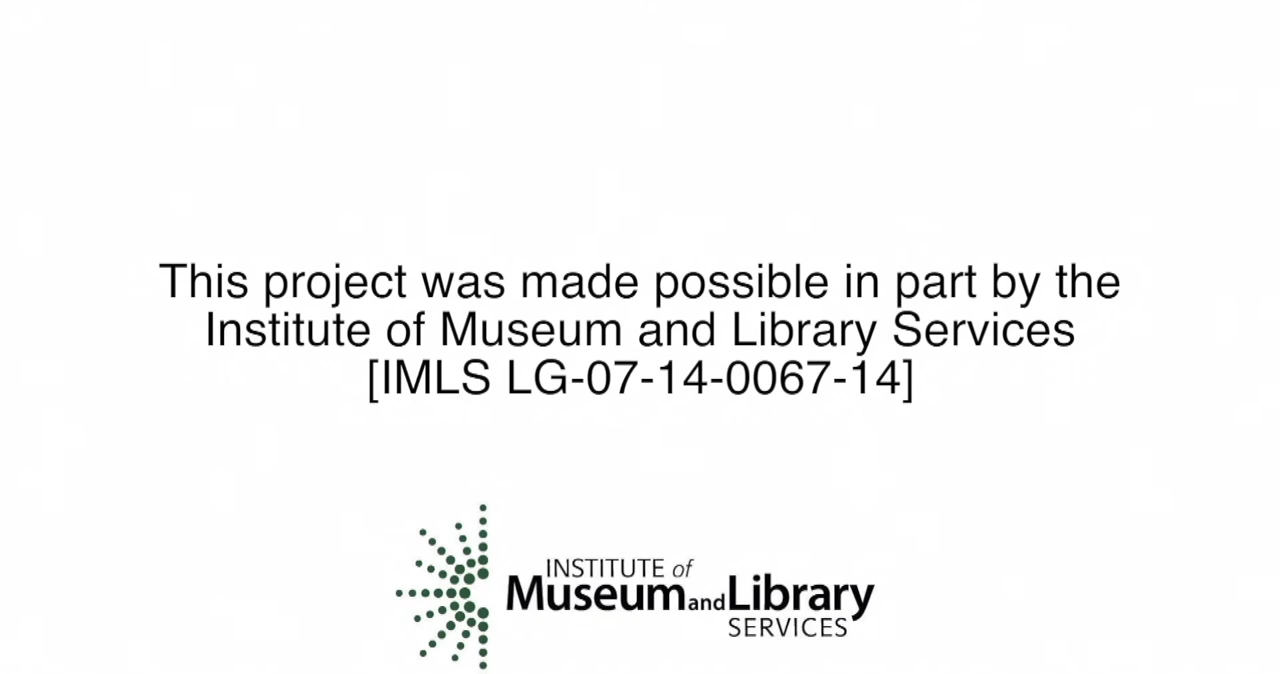 This project was made possible in part by the
Institute of Museum and Library Services
[IMLS LG-07-14-0067-14]
INSTITUTE of
Museum and Library
SERVICES